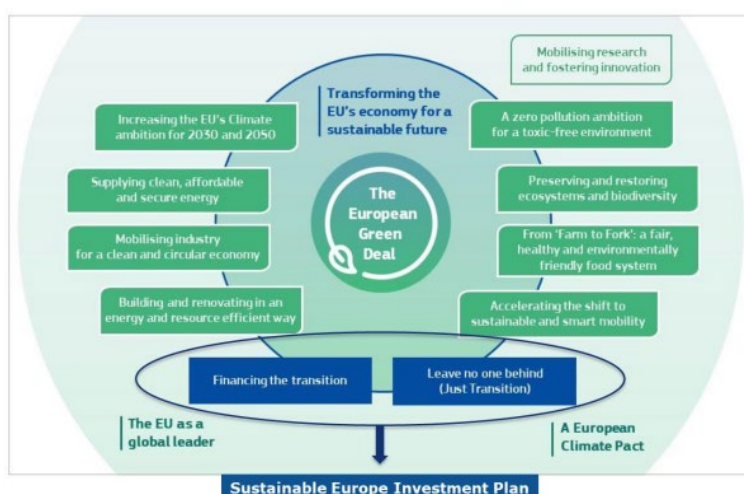 Mobilising research
and fostering innovation
Transforming the
EU's economy for a
sustainable future
Increasing the EU's Climate
ambition for 2030 and 2050
A zero pollution ambition
for a toxic-free environment
Supplying clean, affordable
and secure energy
The
European
Green
Deal
Preserving and restoring
ecosystems and biodiversity
Mobilising industry
for a clean and circular economy
From 'Farm to Fork': a fair,
healthy and environmentally
friendly food system
Building and renovating in an
energy and resource efficient way
Accelerating the shift to
sustainable and smart mobility
Financing the transition
Leave no one behind
(Just Transition)
The EU as a
global leader
A European
Climate Pact
Sustainable Europe Investment Plan